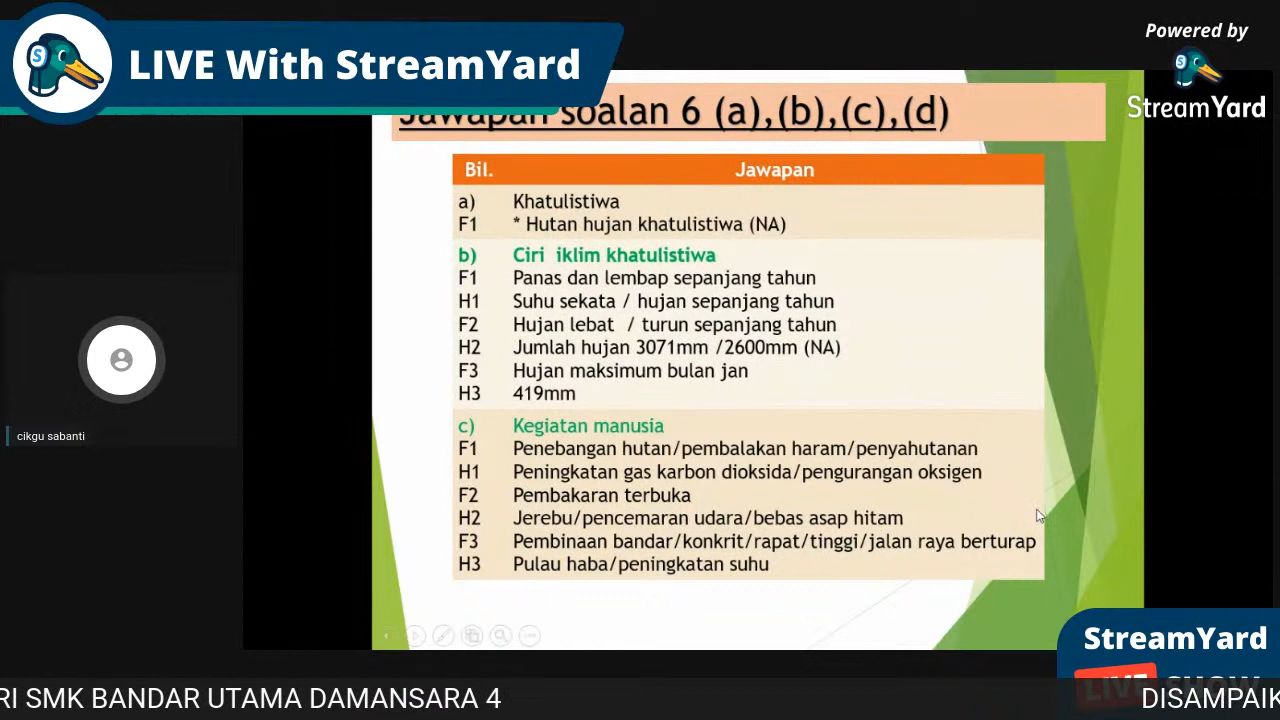 LIVE With StreamYard
Powered by
StreamYard
Jawapan soalan 6 (a),(b),(c),(d)
Bil. Jawapan
a) Khatulistiwa
F1 * Hutan hujan khatulistiwa (NA)
b) Ciri iklim khatulistiwa
F1 Panas dan lembap sepanjang tahun
H1 Suhu sekata / hujan sepanjang tahun
F2 Hujan lebat / turun sepanjang tahun
H2 Jumlah hujan 3071mm /2600mm (NA)
F3 Hujan maksimum bulan jan
H3 419mm
c) Kegiatan manusia
F1 Penebangan hutan/pembalakan haram/penyahutanan
H1 Peningkatan gas karbon dioksida/pengurangan oksigen
F2 Pembakaran terbuka
H2 Jerebu/pencemaran udara/bebas asap hitam
F3 Pembinaan bandar/konkrit/rapat/tinggi/jalan raya berturap
H3 Pulau haba/peningkatan suhu
cikgu sabanti
StreamYard
LIVE SHOW
RI SMK BANDAR UTAMA DAMANSARA 4
DISAMPAIK